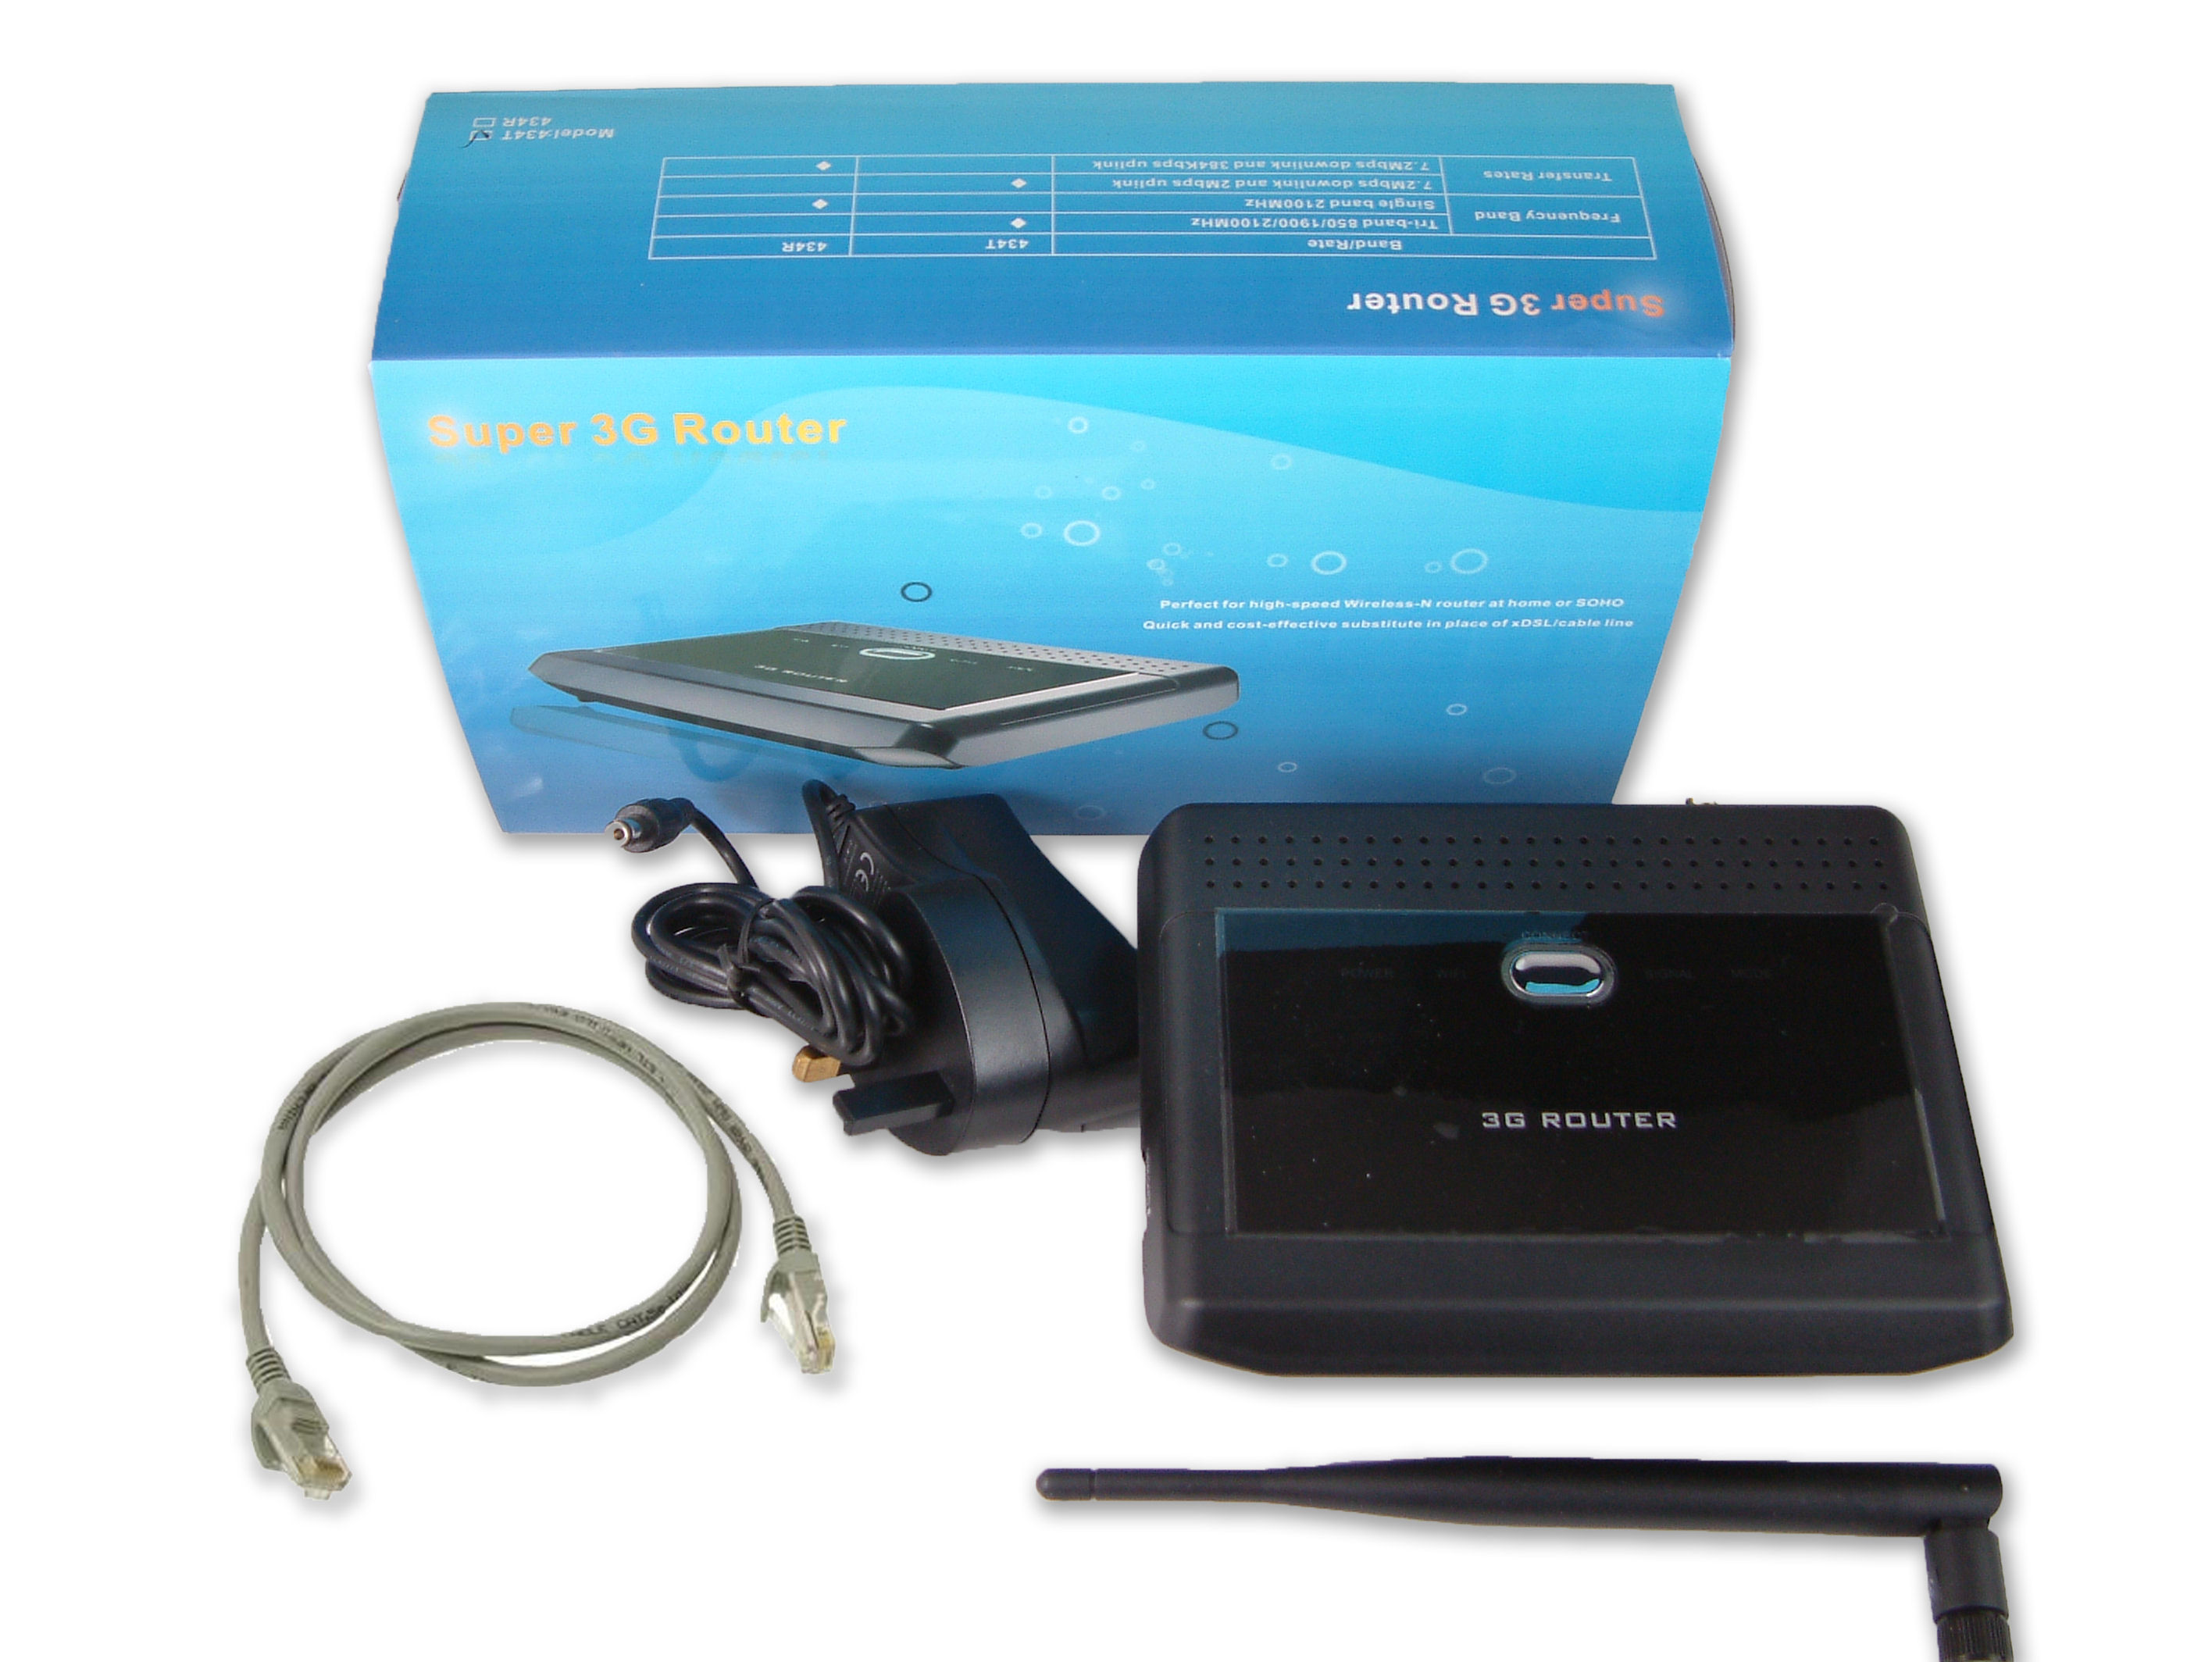 Super 3G Router
Band/Rate 434T 434R
Frequency Band Tri-band 850/1900/2100MHz ◆
Single band 2100MHz ◆
Transfer Rates 7.2Mbps downlink and 2Mbps uplink ◆
7.2Mbps downlink and 384Kbps uplink ◆
Model:434T
434R
Super 3G Router
Perfect for high-speed Wireless-N router at home or SOHO
Quick and cost-effective substitute in place of xDSL/cable line
3G ROUTER
CONNECT
POWER WIFI SIGNAL MODE
3G ROUTER